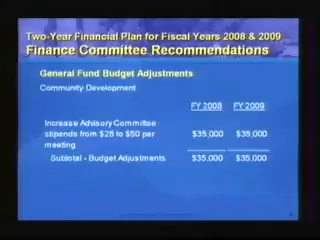 Two-Year Financial Plan for Fiscal Years 2008 & 2009
Finance Committee Recommendations
General Fund Budget Adjustments
Community Development
FY 2008 FY 2009
Increase Advisory Committee
stipends from $25 to $50 per
meeting $35,000 $35,000
Subtotal - Budget Adjustments $35,000 $35,000